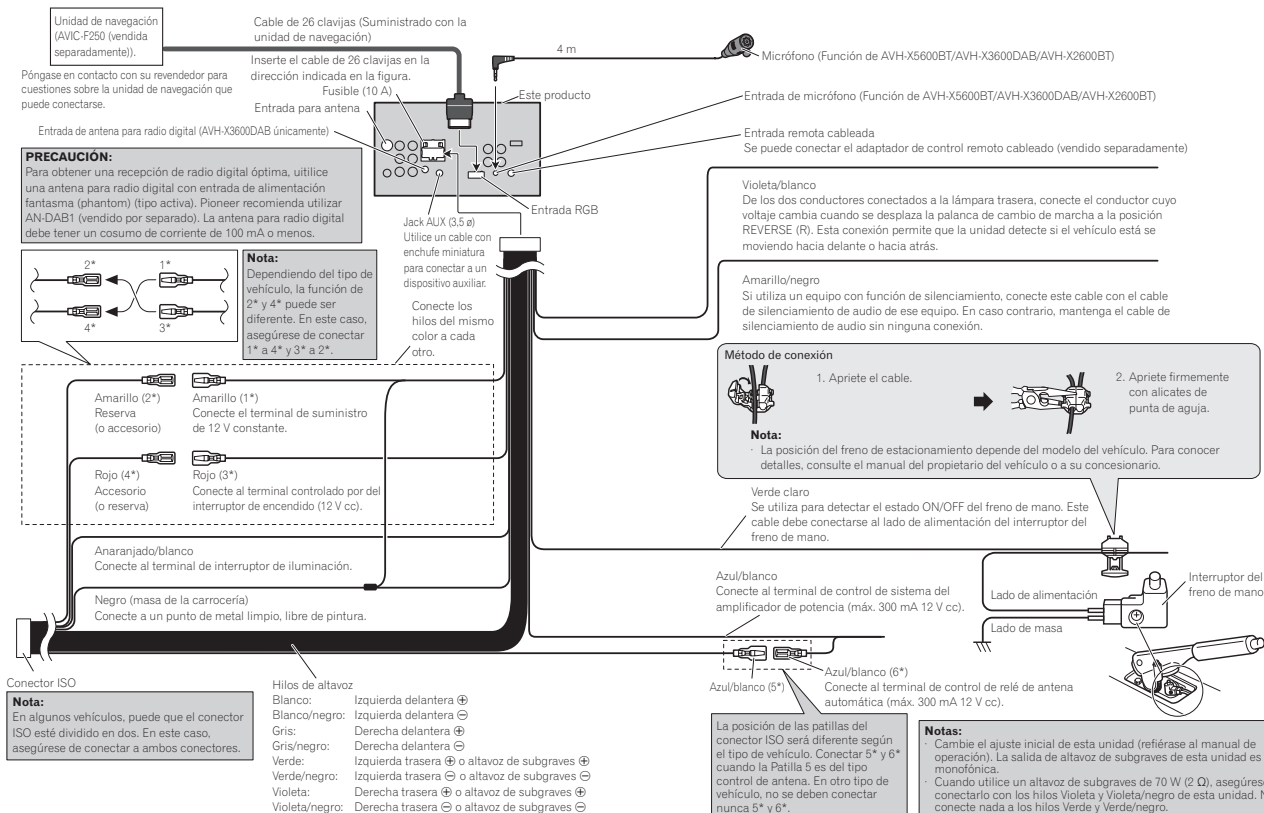 Unidad de navegación
(AVIC-F250 (vendida
separadamente)).
Póngase en contacto con su revendedor para
cuestiones sobre la unidad de navegación que
puede conectarse.
Cable de 26 clavijas (Suministrado con la
unidad de navegación)
Inserte el cable de 26 clavijas en la
dirección indicada en la figura.
Fusible (10 A)
Entrada para antena
Entrada de antena para radio digital (AVH-X3600DAB únicamente)
4 m
Micrófono (Función de AVH-X5600BT/AVH-X3600DAB/AVH-X2600BT)
Este producto
Entrada de micrófono (Función de AVH-X5600BT/AVH-X3600DAB/AVH-X2600BT)
Entrada remota cableada
Se puede conectar el adaptador de control remoto cableado (vendido separadamente)
PRECAUCIÓN:
Para obtener una recepción de radio digital óptima, uitilice
una antena para radio digital con entrada de alimentación
fantasma (phantom) (tipo activa). Pioneer recomienda utilizar
AN-DAB1 (vendido por separado). La antena para radio digital
debe tener un cosumo de corriente de 100 mA o menos.
Entrada RGB
Jack AUX (3,5 ø)
Utilice un cable con
enchufe miniatura
para conectar a un
dispositivo auxiliar.
Violeta/blanco
De los dos conductores conectados a la lámpara trasera, conecte el conductor cuyo
voltaje cambia cuando se desplaza la palanca de cambio de marcha a la posición
REVERSE (R). Esta conexión permite que la unidad detecte si el vehículo está se
moviendo hacia delante o hacia atrás.
2*
1*
4*
3*
Nota:
Dependiendo del tipo de
vehículo, la función de
2* y 4* puede ser
diferente. En este caso,
asegúrese de conectar
1* a 4* y 3* a 2*.
Conecte los
hilos del mismo
color a cada
otro.
Amarillo/negro
Si utiliza un equipo con función de silenciamiento, conecte este cable con el cable
de silenciamiento de audio de ese equipo. En caso contrario, mantenga el cable de
silenciamiento de audio sin ninguna conexión.
Método de conexión
1. Apriete el cable.
2. Apriete firmemente
con alicates de
punta de aguja.
Nota:
· La posición del freno de estacionamiento depende del modelo del vehículo. Para conocer
detalles, consulte el manual del propietario del vehículo o a su concesionario.
Amarillo (2*)
Reserva
(o accesorio)
Amarillo (1*)
Conecte el terminal de suministro
de 12 V constante.
Rojo (4*)
Accesorio
(o reserva)
Rojo (3*)
Conecte al terminal controlado por del
interruptor de encendido (12 V cc).
Verde claro
Se utiliza para detectar el estado ON/OFF del freno de mano. Este
cable debe conectarse al lado de alimentación del interruptor del
freno de mano.
Anaranjado/blanco
Conecte al terminal de interruptor de iluminación.
Negro (masa de la carrocería)
Conecte a un punto de metal limpio, libre de pintura.
Azul/blanco
Conecte al terminal de control de sistema del
amplificador de potencia (máx. 300 mA 12 V cc).
Lado de alimentación
Interruptor del
freno de mano
Lado de masa
Azul/blanco (5*)
Azul/blanco (6*)
Conecte al terminal de control de relé de antena
automática (máx. 300 mA 12 V cc).
Conector ISO
Nota:
En algunos vehículos, puede que el conector
ISO esté dividido en dos. En este caso,
asegúrese de conectar a ambos conectores.
Hilos de altavoz
Blanco: Izquierda delantera ⊕
Blanco/negro: Izquierda delantera ⊖
Gris: Derecha delantera ⊕
Gris/negro: Derecha delantera ⊖
Verde: Izquierda trasera ⊕ o altavoz de subgraves ⊕
Verde/negro: Izquierda trasera ⊖ o altavoz de subgraves ⊖
Violeta: Derecha trasera ⊕ o altavoz de subgraves ⊕
Violeta/negro: Derecha trasera ⊖ o altavoz de subgraves ⊖
La posición de las patillas del
conector ISO será diferente según
el tipo de vehículo. Conectar 5* y 6*
cuando la Patilla 5 es del tipo
control de antena. En otro tipo de
vehículo, no se deben conectar
nunca 5* y 6*.
Notas:
· Cambie el ajuste inicial de esta unidad (refiérase al manual de
operación). La salida de altavoz de subgraves de esta unidad es
monofónica.
· Cuando utilice un altavoz de subgraves de 70 W (2 Ω), asegúrese
conectarlo con los hilos Violeta y Violeta/negro de esta unidad. N
conecte nada a los hilos Verde y Verde/negro.